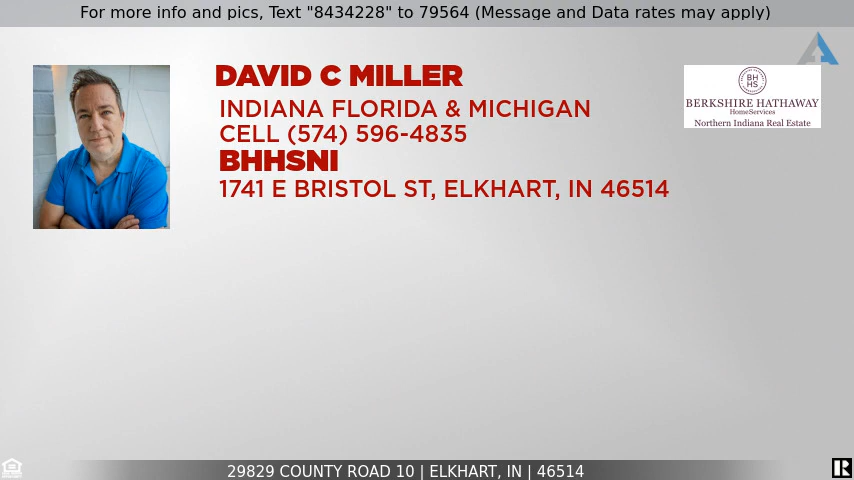 For more info and pics, Text "8434228" to 79564 (Message and Data rates may apply)
DAVID C MILLER
INDIANA FLORIDA & MICHIGAN
CELL (574) 596-4835
BHHSNI
1741 E BRISTOL ST, ELKHART, IN 46514
BH
HS
BERKSHIRE HATHAWAY
HomeServices
Northern Indiana Real Estate
29829 COUNTY ROAD 10 | ELKHART, IN | 46514